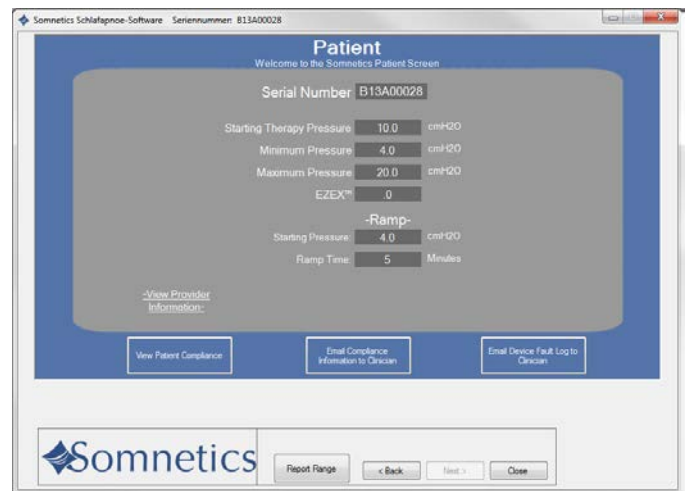 Somnetics Schlafapnoe-Software Seriennummer: B13A00028
Patient
Welcome to the Somnetics Patient Screen
Serial Number B13A00028
Starting Therapy Pressure 10.0 cmH2O
Minimum Pressure 4.0 cmH2O
Maximum Pressure 20.0 cmH2O
EZEX™ .0
-Ramp-
Starting Pressure: 4.0 cmH2O
Ramp Time: 5 Minutes
-View Provider
Information-
View Patient Compliance
Email Compliance
Information to Clinician
Email Device Fault Log to
Clinician
Somnetics
Report Range
< Back
Next >
Close